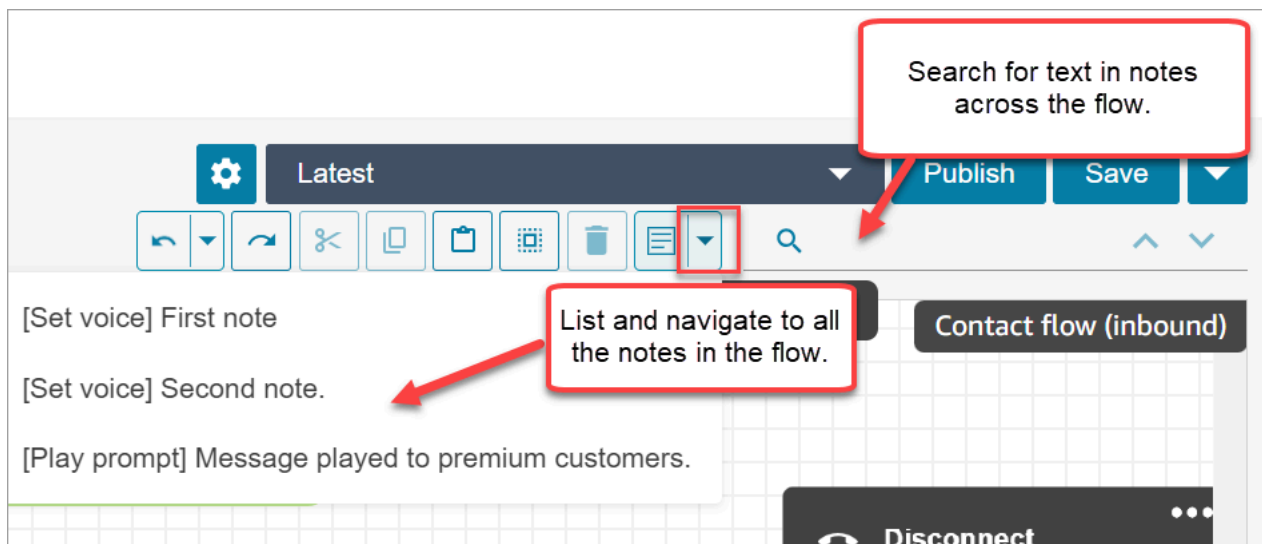 Search for text in notes
across the flow.
Latest
Publish
Save
[Set voice] First note
[Set voice] Second note.
[Play prompt] Message played to premium customers.
List and navigate to all
the notes in the flow.
Contact flow (inbound)
Disconnect